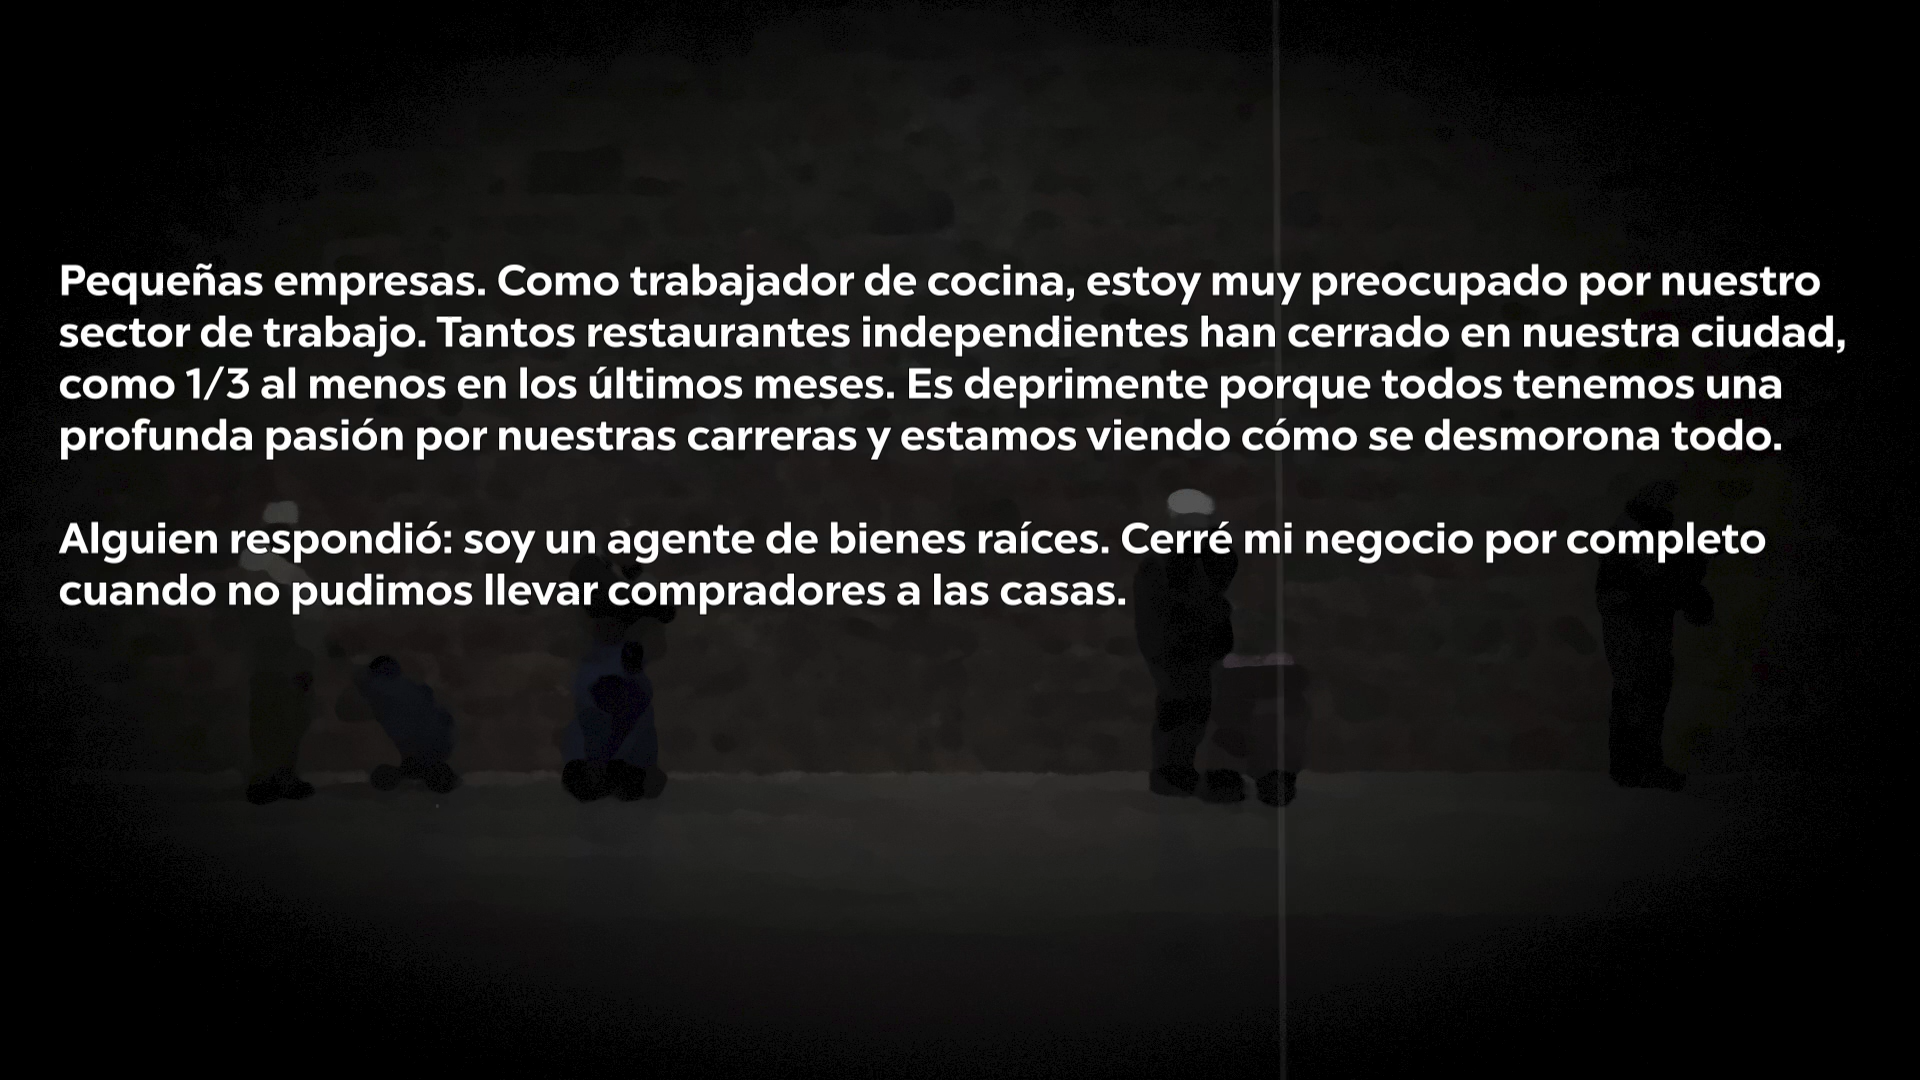 Pequeñas empresas. Como trabajador de cocina, estoy muy preocupado por nuestro
sector de trabajo. Tantos restaurantes independientes han cerrado en nuestra ciudad,
como 1/3 al menos en los últimos meses. Es deprimente porque todos tenemos una
profunda pasión por nuestras carreras y estamos viendo cómo se desmorona todo.
Alguien respondió: soy un agente de bienes raíces. Cerré mi negocio por completo
cuando no pudimos llevar compradores a las casas.